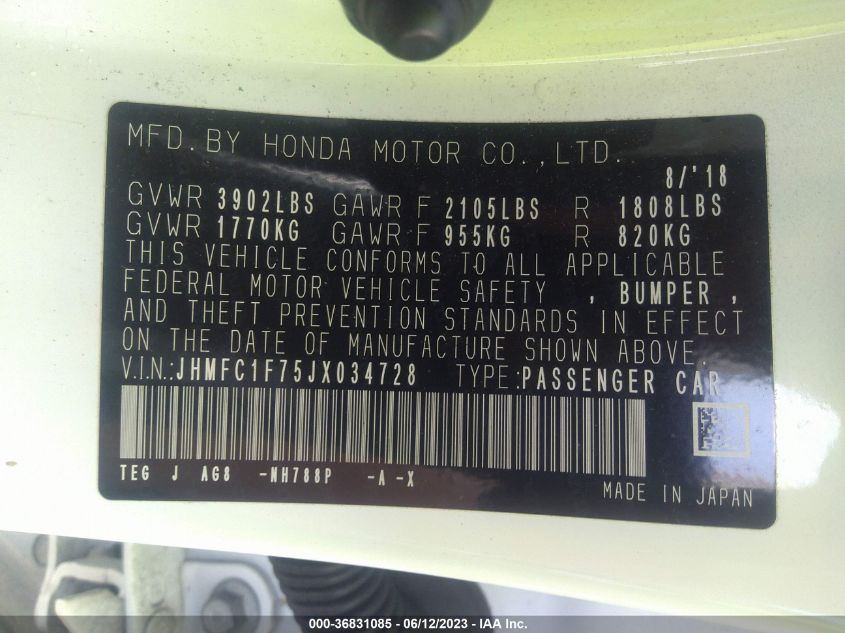 MFD. BY HONDA MOTOR CO., LTD.
8/'18
GVWR 3902LBS GAWR F 2105LBS R 1808LBS
GVWR 1770KG GAWR F 955KG R 820KG
THIS VEHICLE CONFORMS TO ALL APPLICABLE
FEDERAL MOTOR VEHICLE SAFETY , BUMPER ,
AND THEFT PREVENTION STANDARDS IN EFFECT
ON THE DATE OF MANUFACTURE SHOWN ABOVE.
V.IN.:JHMFC1F75JX034728 TYPE:PASSENGER CAR
TEG J AG8 -NH788P -A -X
MADE IN JAPAN
000-36831085 - 06/12/2023 - IAA Inc.